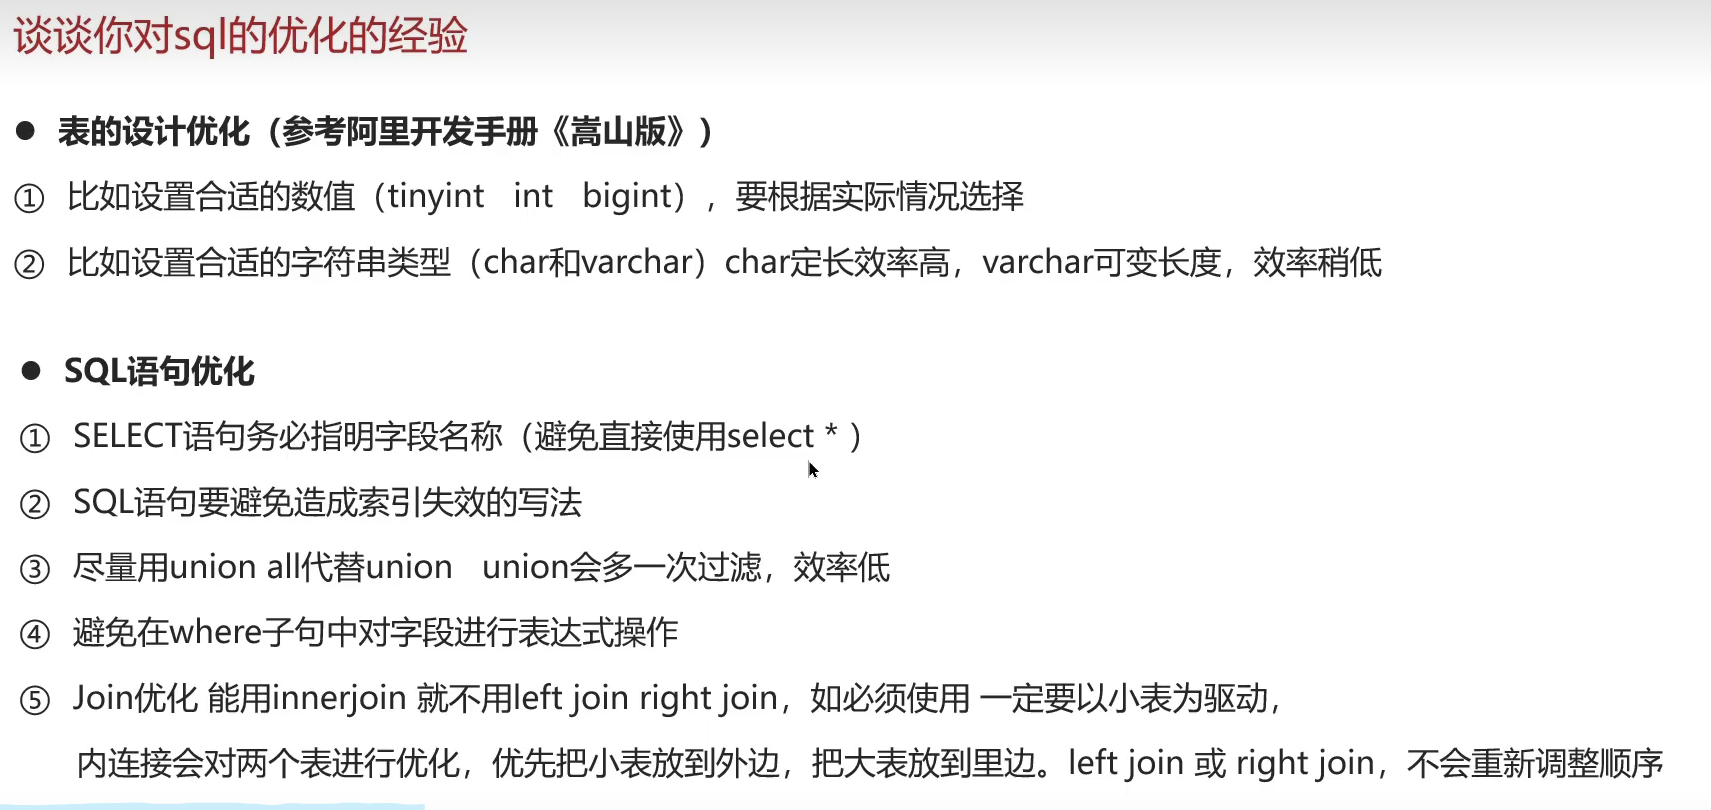 谈谈你对sql的优化的经验
● 表的设计优化（参考阿里开发手册《嵩山版》）
① 比如设置合适的数值（tinyint int bigint），要根据实际情况选择
② 比如设置合适的字符串类型（char和varchar）char定长效率高，varchar可变长度，效率稍低
● SQL语句优化
① SELECT语句务必指明字段名称（避免直接使用select * ）
② SQL语句要避免造成索引失效的写法
③ 尽量用union all代替union union会多一次过滤，效率低
④ 避免在where子句中对字段进行表达式操作
⑤ Join优化 能用innerjoin 就不用left join right join，如必须使用 一定要以小表为驱动，
内连接会对两个表进行优化，优先把小表放到外边，把大表放到里边。left join 或 right join，不会重新调整顺序